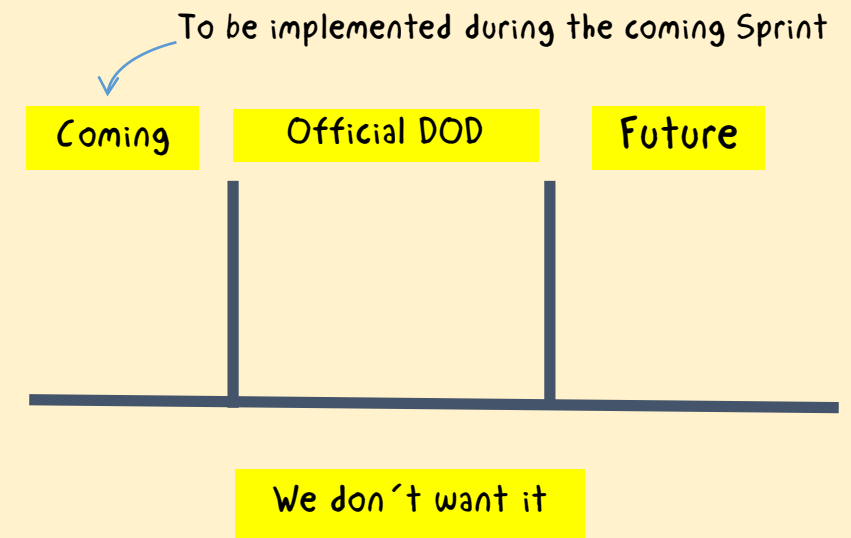 To be implemented during the coming Sprint
Coming
Official DOD
Future
We don´t want it